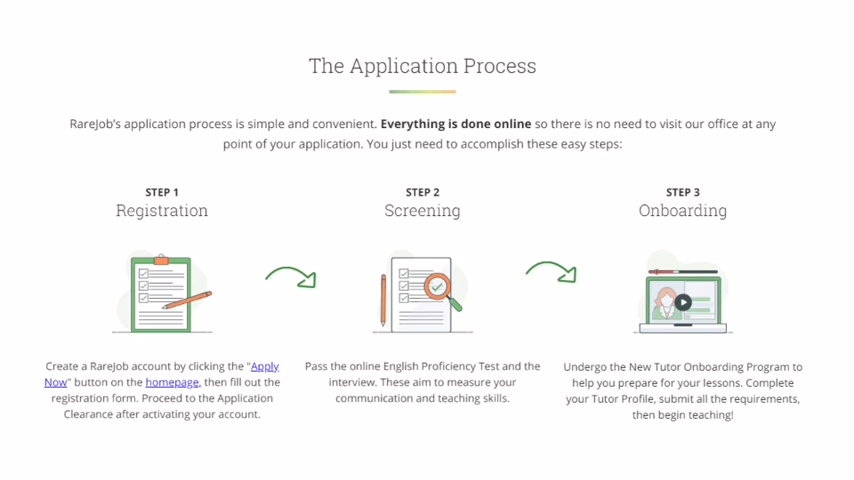 The Application Process
RareJob's application process is simple and convenient. Everything is done online so there is no need to visit our office at any
point of your application. You just need to accomplish these easy steps:
STEP 1
Registration
Create a RareJob account by clicking the "Apply
Now" button on the homepage, then fill out the
registration form. Proceed to the Application
Clearance after activating your account.
STEP 2
Screening
Pass the online English Proficiency Test and the
interview. These aim to measure your
communication and teaching skills.
STEP 3
Onboarding
Undergo the New Tutor Onboarding Program to
help you prepare for your lessons. Complete
your Tutor Profile, submit all the requirements,
then begin teaching!